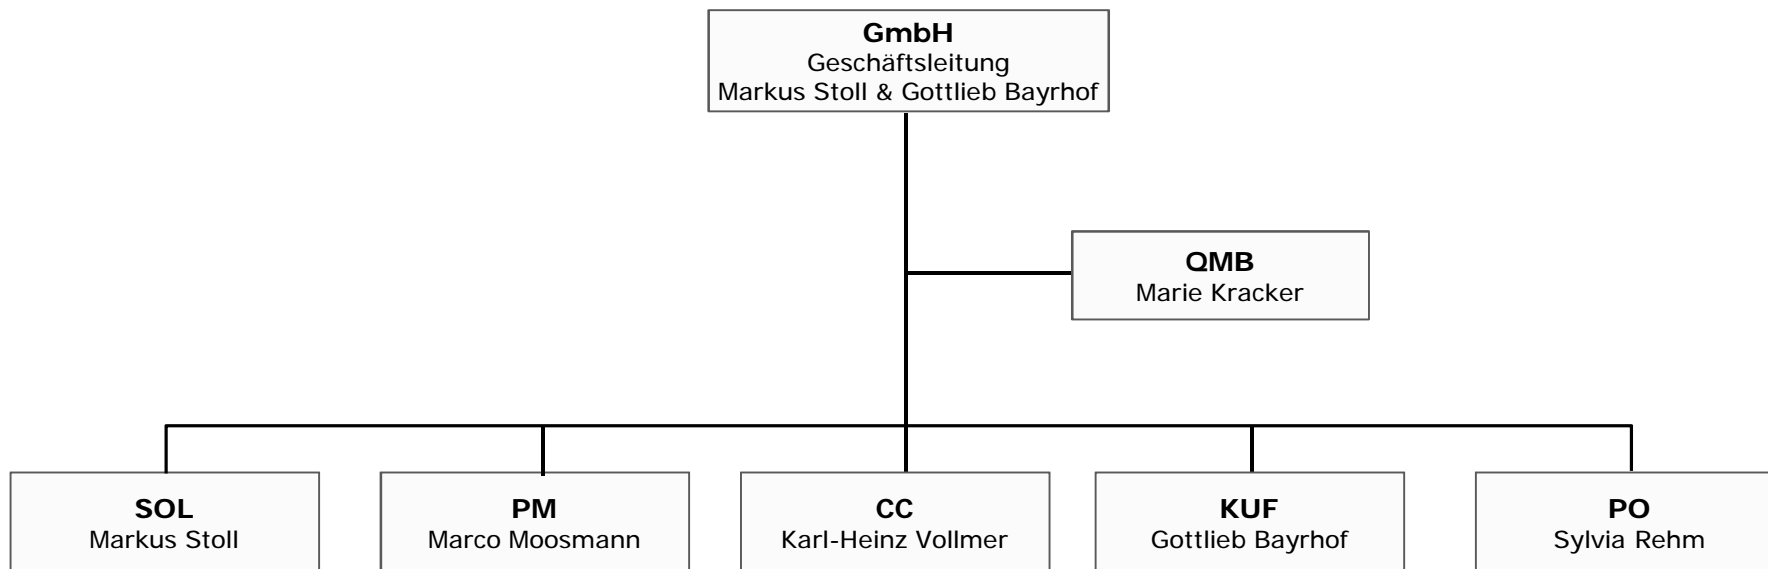 GmbH
Geschäftsleitung
Markus Stoll & Gottlieb Bayrhof
QMB
Marie Kracker
SOL
Markus Stoll
PM
Marco Moosmann
CC
Karl-Heinz Vollmer
KUF
Gottlieb Bayrhof
PO
Sylvia Rehm